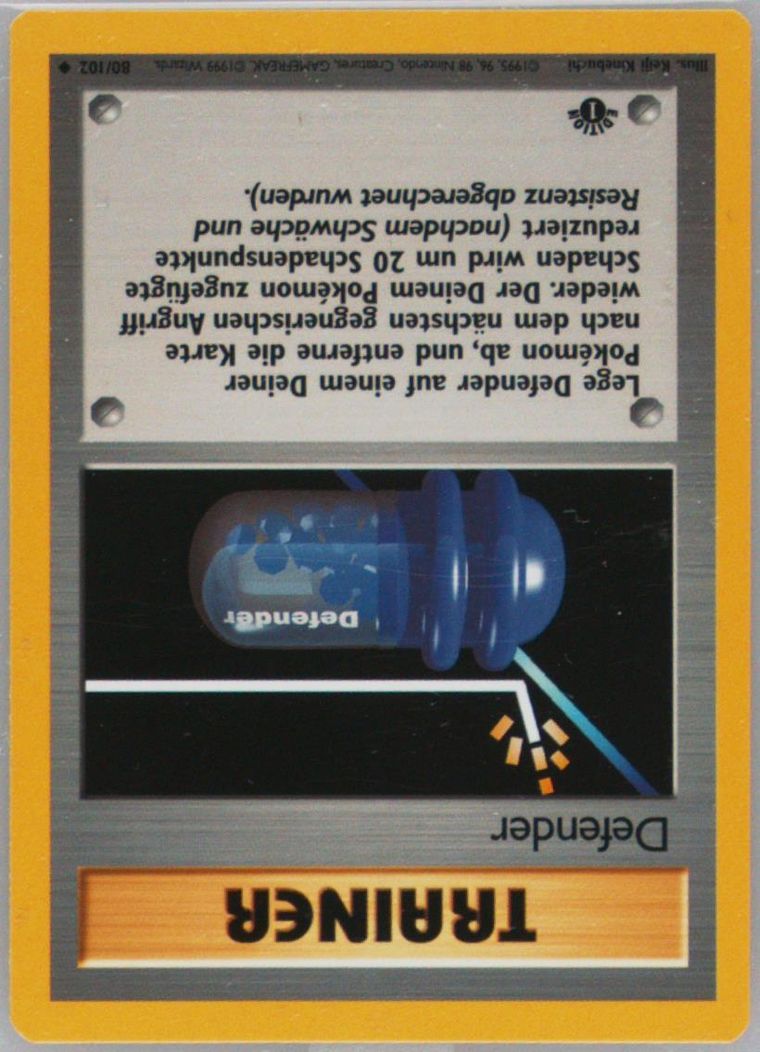 TRAINER
Defender
Defender
Lege Defender auf einem Deiner
Pokémon ab, und entferne die Karte
nach dem nächsten gegnerischen Angriff
wieder. Der Deinem Pokémon zugefügte
Schaden wird um 20 Schadenspunkte
reduziert (nachdem Schwäche und
Resistenz abgerechnet wurden).
EDITION
1
Illus. Keiji Kinebuchi ©1995, 96, 98 Nintendo, Creatures, GAMEFREAK. ©1999 Wizards. 80/102 ◆